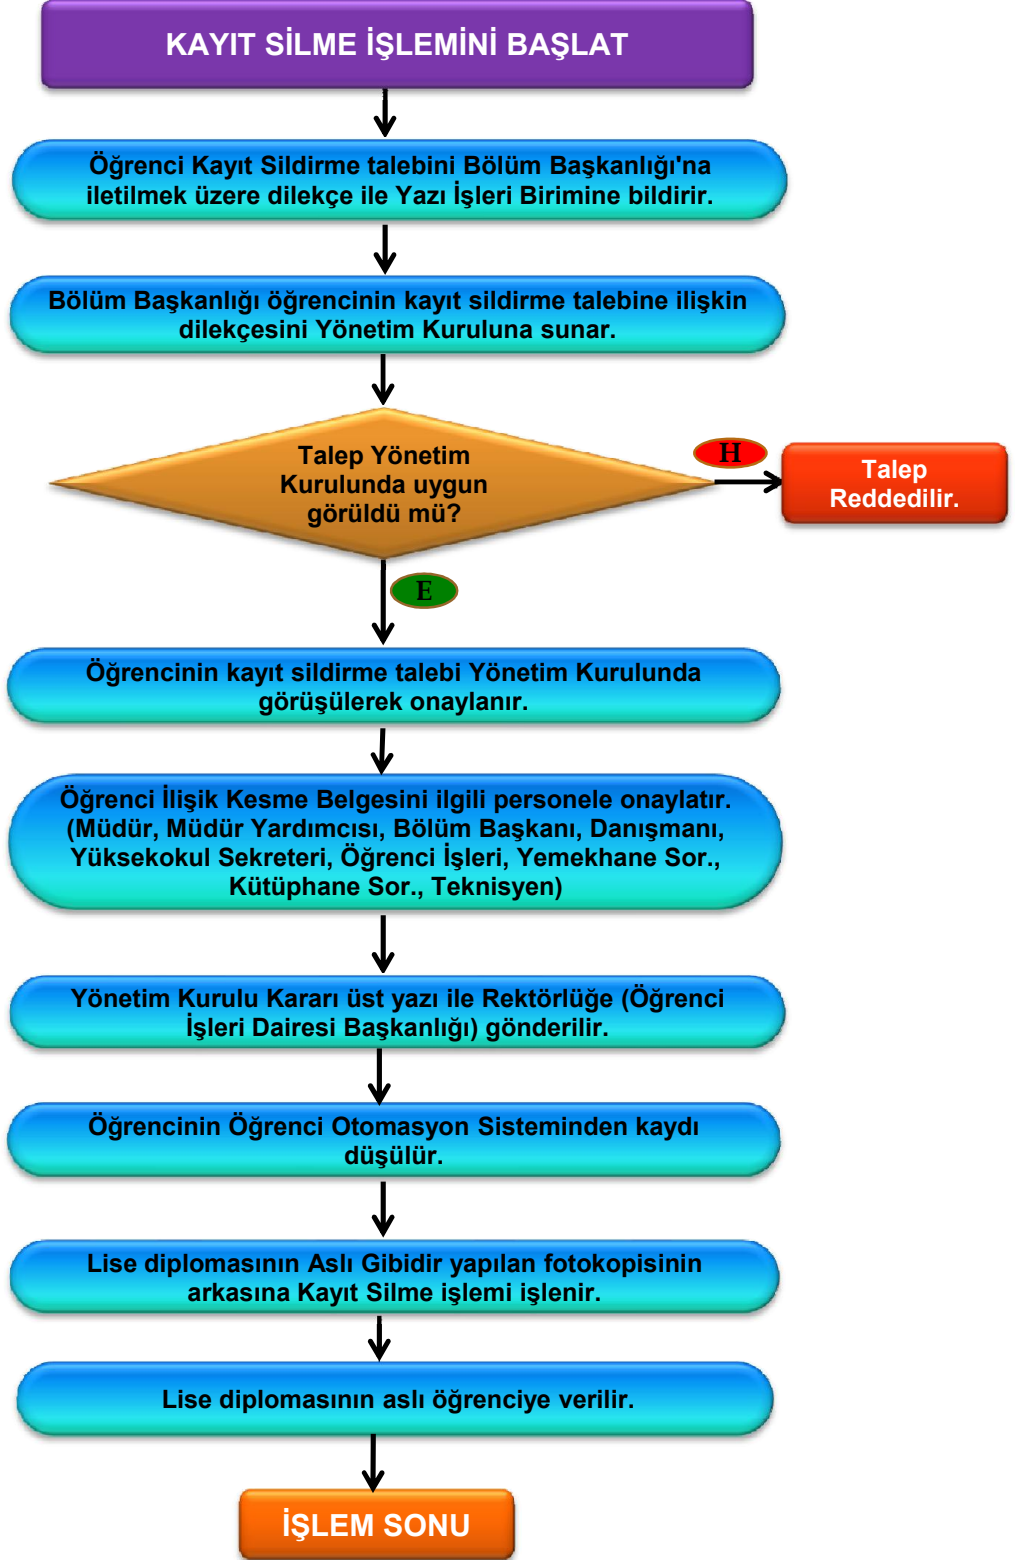 KAYIT SİLME İŞLEMİNİ BAŞLAT
Öğrenci Kayıt Sildirme talebini Bölüm Başkanlığı'na
iletilmek üzere dilekçe ile Yazı İşleri Birimine bildirir.
Bölüm Başkanlığı öğrencinin kayıt sildirme talebine ilişkin
dilekçesini Yönetim Kuruluna sunar.
Talep Yönetim
Kurulunda uygun
görüldü mü?
H
Talep
Reddedilir.
E
Öğrencinin kayıt sildirme talebi Yönetim Kurulunda
görüşülerek onaylanır.
Öğrenci İlişik Kesme Belgesini ilgili personele onaylatır.
(Müdür, Müdür Yardımcısı, Bölüm Başkanı, Danışmanı,
Yüksekokul Sekreteri, Öğrenci İşleri, Yemekhane Sor.,
Kütüphane Sor., Teknisyen)
Yönetim Kurulu Kararı üst yazı ile Rektörlüğe (Öğrenci
İşleri Dairesi Başkanlığı) gönderilir.
Öğrencinin Öğrenci Otomasyon Sisteminden kaydı
düşülür.
Lise diplomasının Aslı Gibidir yapılan fotokopisinin
arkasına Kayıt Silme işlemi işlenir.
Lise diplomasının aslı öğrenciye verilir.
İŞLEM SONU